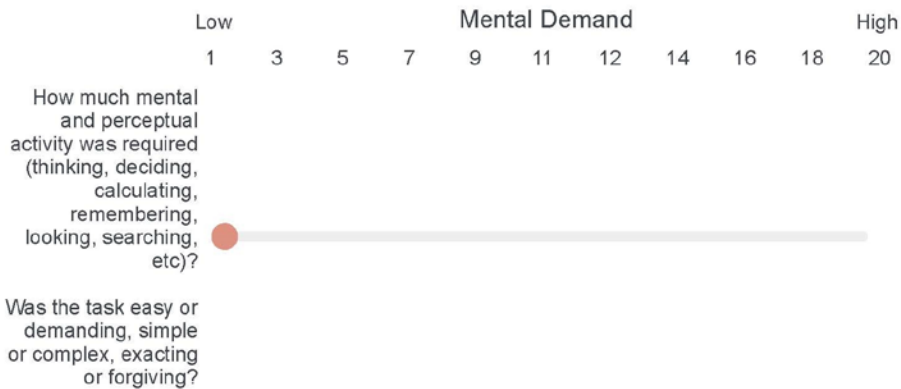 Low Mental Demand High
1 3 5 7 9 11 12 14 16 18 20
How much mental
and perceptual
activity was required
(thinking, deciding,
calculating,
remembering,
looking, searching,
etc)?
Was the task easy or
demanding, simple
or complex, exacting
or forgiving?